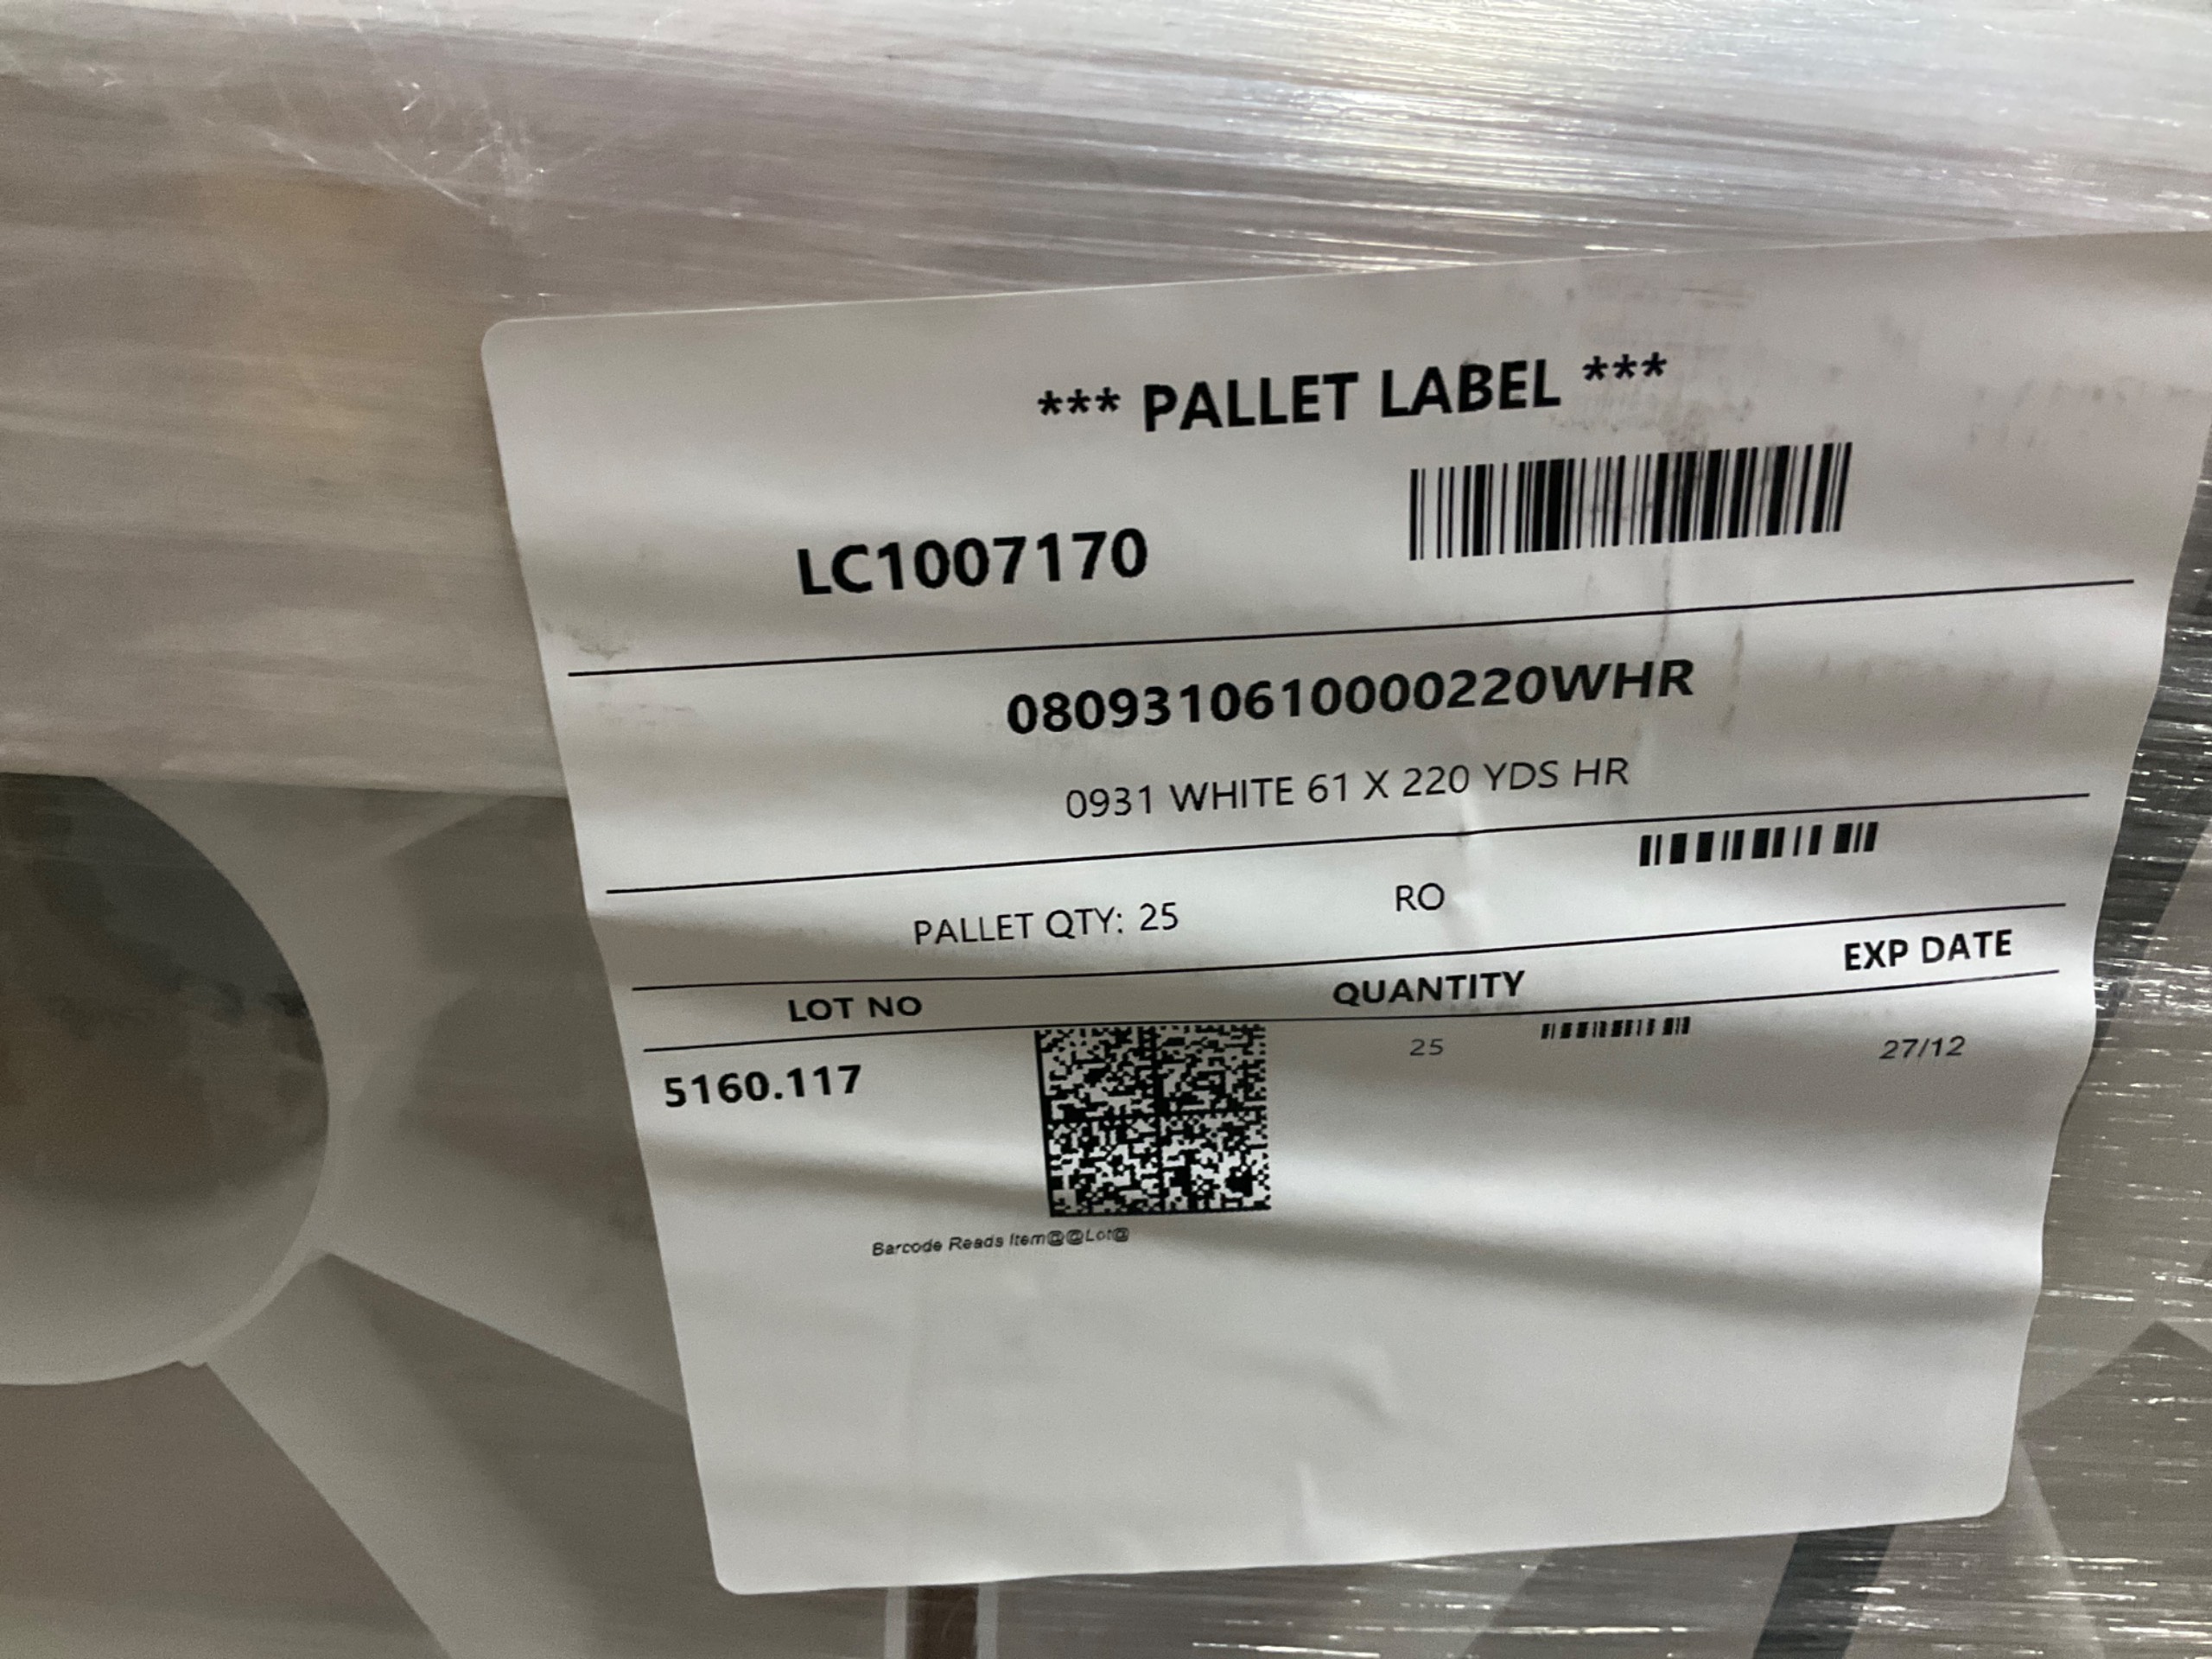 *** PALLET LABEL ***
LC1007170
0809310610000220WHR
0931 WHITE 61 X 220 YDS HR
PALLET QTY: 25 RO
LOT NO QUANTITY EXP DATE
5160.117 25 27/12
Barcode Reads Item@@Lot@